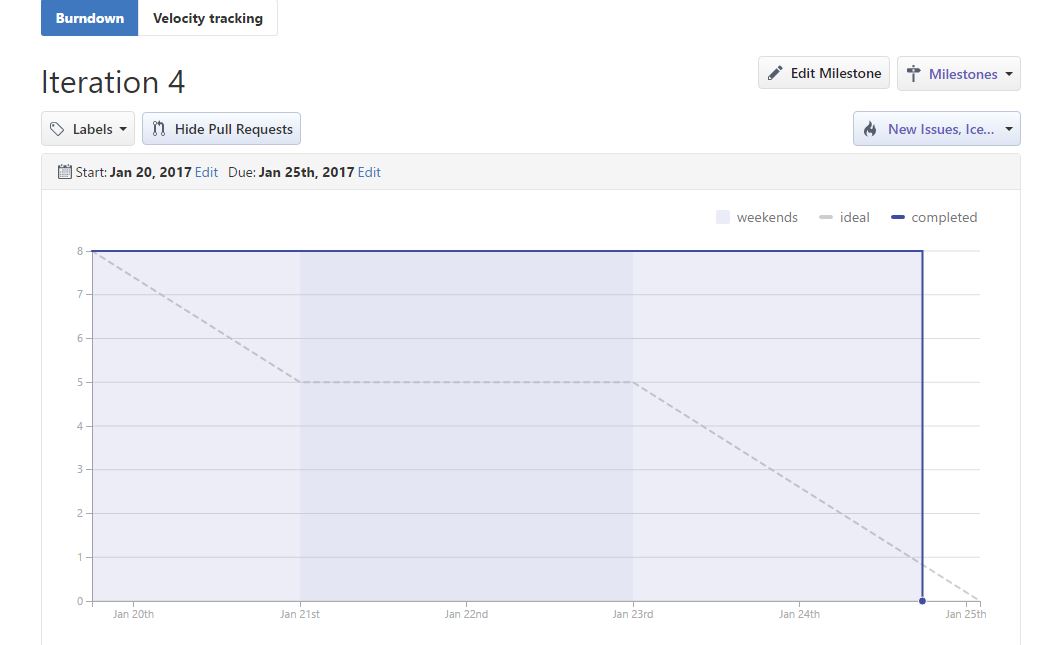 Burndown Velocity tracking
Iteration 4
Edit Milestone Milestones
Labels Hide Pull Requests New Issues, Ice...
Start: Jan 20, 2017 Edit Due: Jan 25th, 2017 Edit
weekends ideal completed
8
7
6
5
4
3
2
1
0
Jan 20th Jan 21st Jan 22nd Jan 23rd Jan 24th Jan 25th